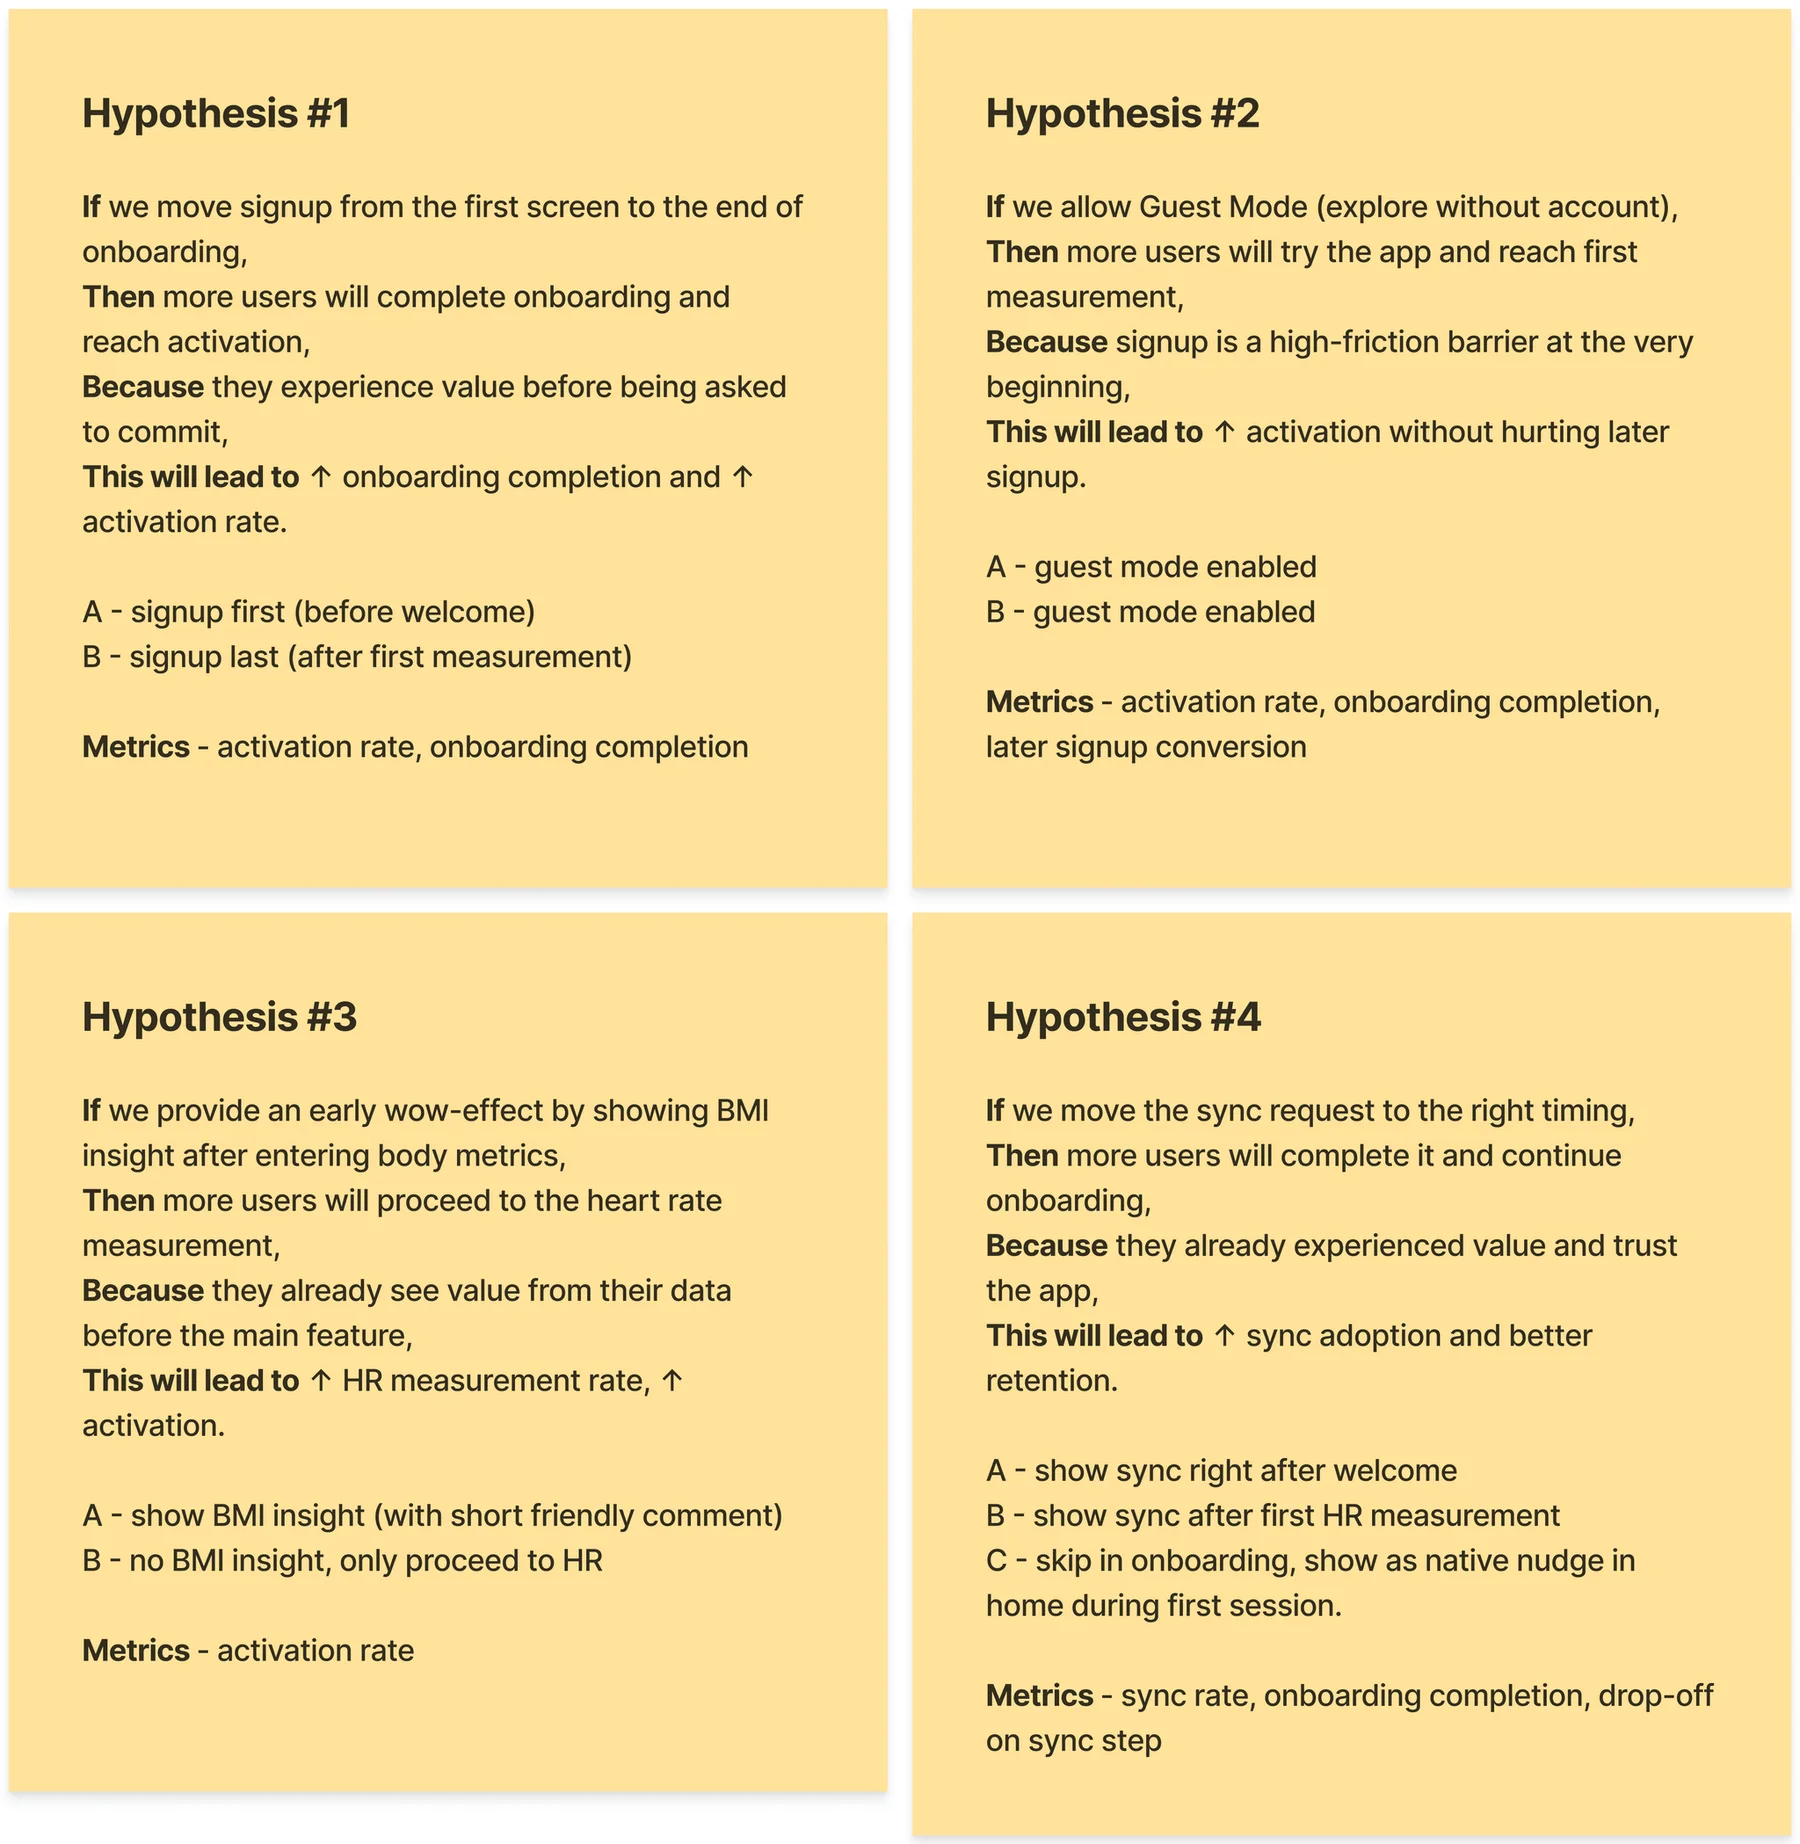 Hypothesis #1
If we move signup from the first screen to the end of
onboarding,
Then more users will complete onboarding and
reach activation,
Because they experience value before being asked
to commit,
This will lead to ↑ onboarding completion and ↑
activation rate.
A - signup first (before welcome)
B - signup last (after first measurement)
Metrics - activation rate, onboarding completion
Hypothesis #2
If we allow Guest Mode (explore without account),
Then more users will try the app and reach first
measurement,
Because signup is a high-friction barrier at the very
beginning,
This will lead to ↑ activation without hurting later
signup.
A - guest mode enabled
B - guest mode enabled
Metrics - activation rate, onboarding completion,
later signup conversion
Hypothesis #3
If we provide an early wow-effect by showing BMI
insight after entering body metrics,
Then more users will proceed to the heart rate
measurement,
Because they already see value from their data
before the main feature,
This will lead to ↑ HR measurement rate, ↑
activation.
A - show BMI insight (with short friendly comment)
B - no BMI insight, only proceed to HR
Metrics - activation rate
Hypothesis #4
If we move the sync request to the right timing,
Then more users will complete it and continue
onboarding,
Because they already experienced value and trust
the app,
This will lead to ↑ sync adoption and better
retention.
A - show sync right after welcome
B - show sync after first HR measurement
C - skip in onboarding, show as native nudge in
home during first session.
Metrics - sync rate, onboarding completion, drop-off
on sync step